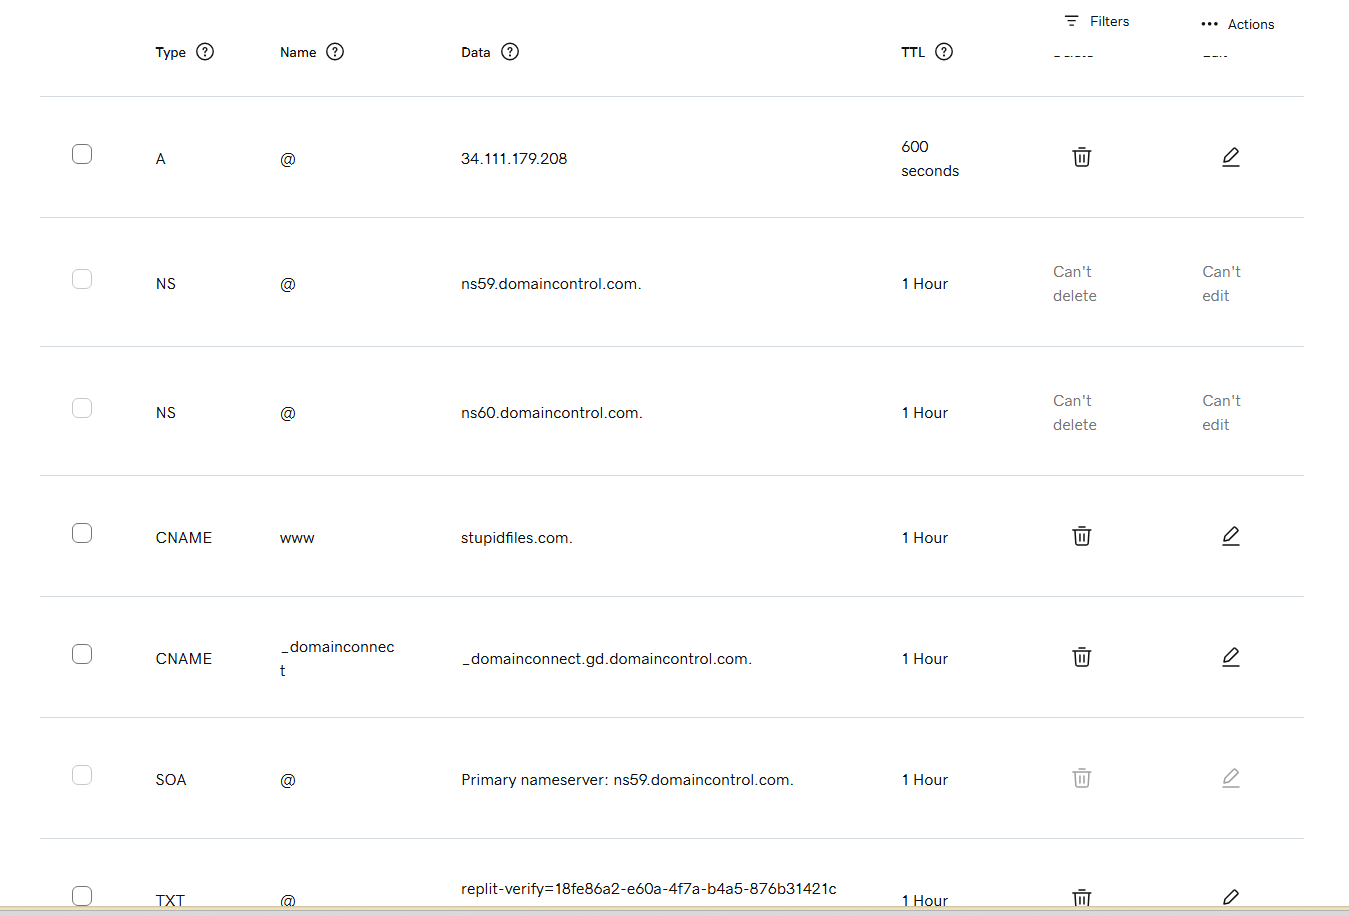 Filters
Actions
Type
Name
Data
TTL
Delete
Edit
A
@
34.111.179.208
600
seconds
NS
@
ns59.domaincontrol.com.
1 Hour
Can't
delete
Can't
edit
NS
@
ns60.domaincontrol.com.
1 Hour
Can't
delete
Can't
edit
CNAME
www
stupidfiles.com.
1 Hour
CNAME
_domainconnec
t
_domainconnect.gd.domaincontrol.com.
1 Hour
SOA
@
Primary nameserver: ns59.domaincontrol.com.
1 Hour
TXT
@
replit-verify=18fe86a2-e60a-4f7a-b4a5-876b31421c
1 Hour